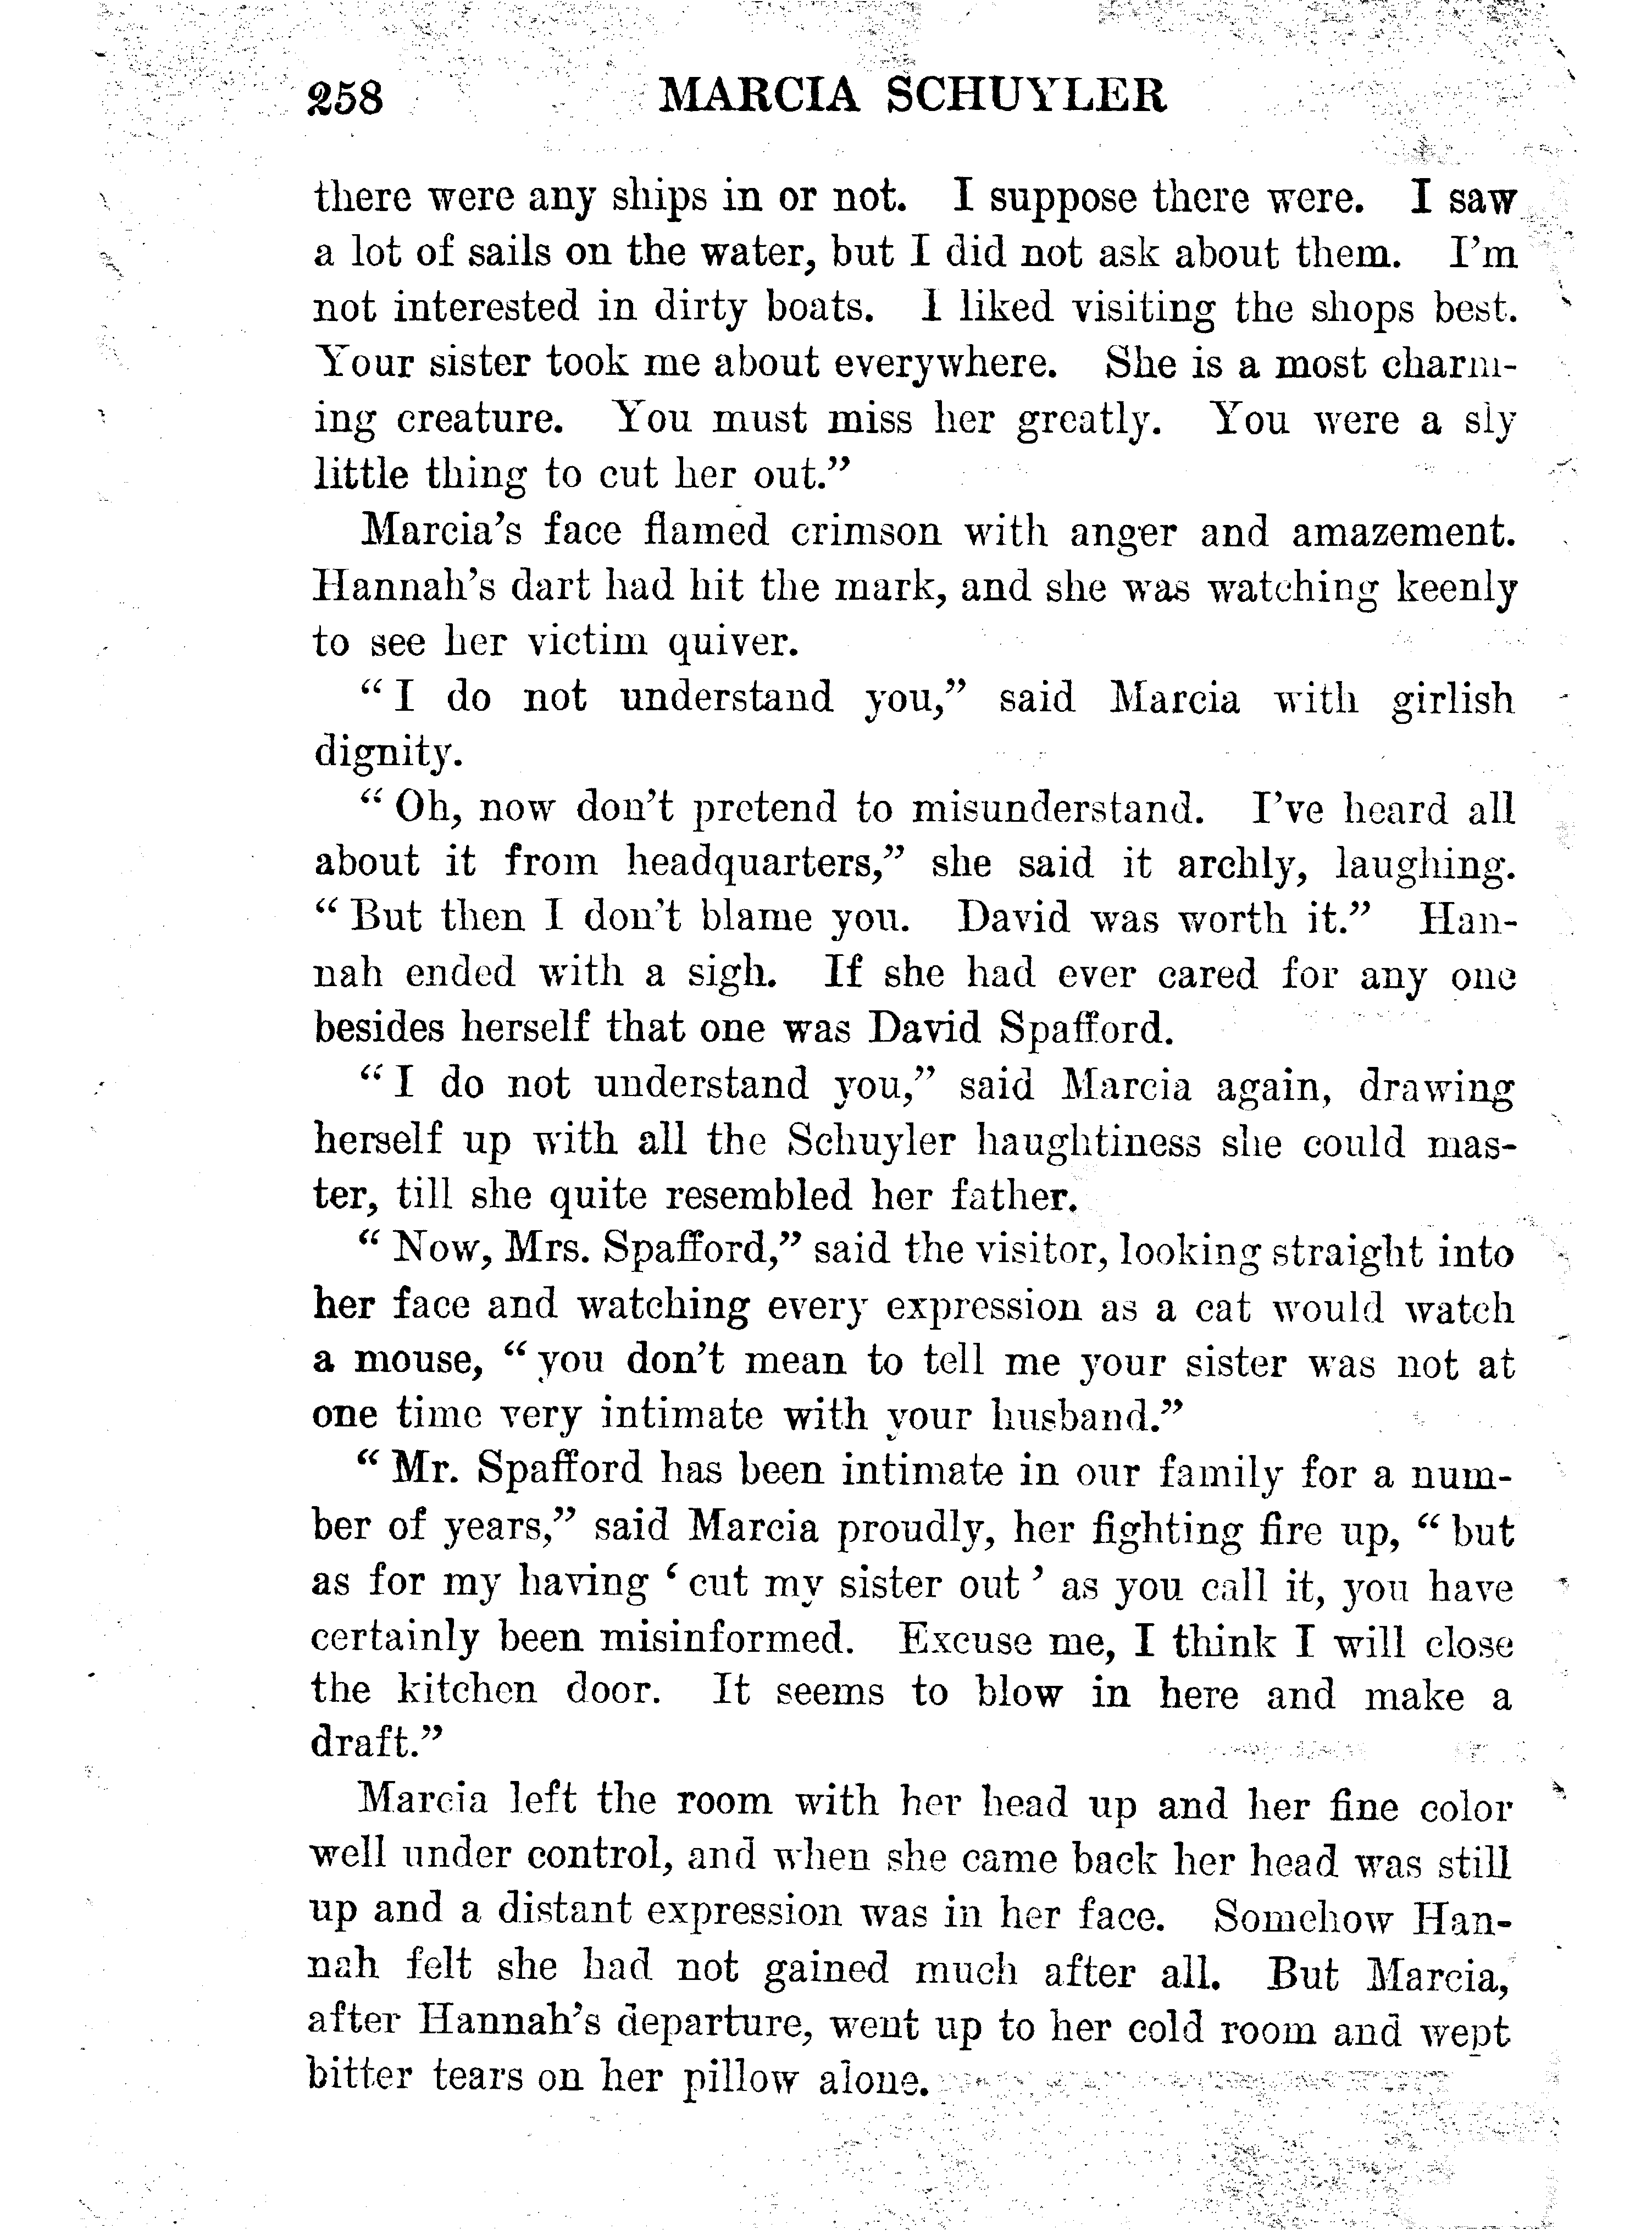 258 MARCIA SCHUYLER
there were any ships in or not. I suppose there were. I saw
a lot of sails on the water, but I did not ask about them. I’m
not interested in dirty boats. I liked visiting the shops best.
Your sister took me about everywhere. She is a most charm-
ing creature. You must miss her greatly. You were a sly
little thing to cut her out.”
Marcia’s face flamed crimson with anger and amazement.
Hannah’s dart had hit the mark, and she was watching keenly
to see her victim quiver.
“I do not understand you,” said Marcia with girlish
dignity.
“Oh, now don’t pretend to misunderstand. I’ve heard all
about it from headquarters,” she said it archly, laughing.
“But then I don’t blame you. David was worth it.” Han-
nah ended with a sigh. If she had ever cared for any one
besides herself that one was David Spafford.
“I do not understand you,” said Marcia again, drawing
herself up with all the Schuyler haughtiness she could mas-
ter, till she quite resembled her father.
“Now, Mrs. Spafford,” said the visitor, looking straight into
her face and watching every expression as a cat would watch
a mouse, “you don’t mean to tell me your sister was not at
one time very intimate with your husband.”
“Mr. Spafford has been intimate in our family for a num-
ber of years,” said Marcia proudly, her fighting fire up, “but
as for my having ‘cut my sister out’ as you call it, you have
certainly been misinformed. Excuse me, I think I will close
the kitchen door. It seems to blow in here and make a
draft.”
Marcia left the room with her head up and her fine color
well under control, and when she came back her head was still
up and a distant expression was in her face. Somehow Han-
nah felt she had not gained much after all. But Marcia,
after Hannah’s departure, went up to her cold room and wept
bitter tears on her pillow alone.